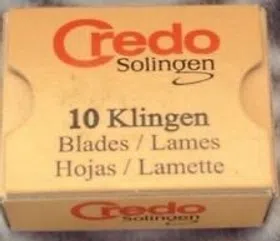 Credo
Solingen
10 Klingen
Blades / Lames
Hojas / Lamette
Credo
Solingen